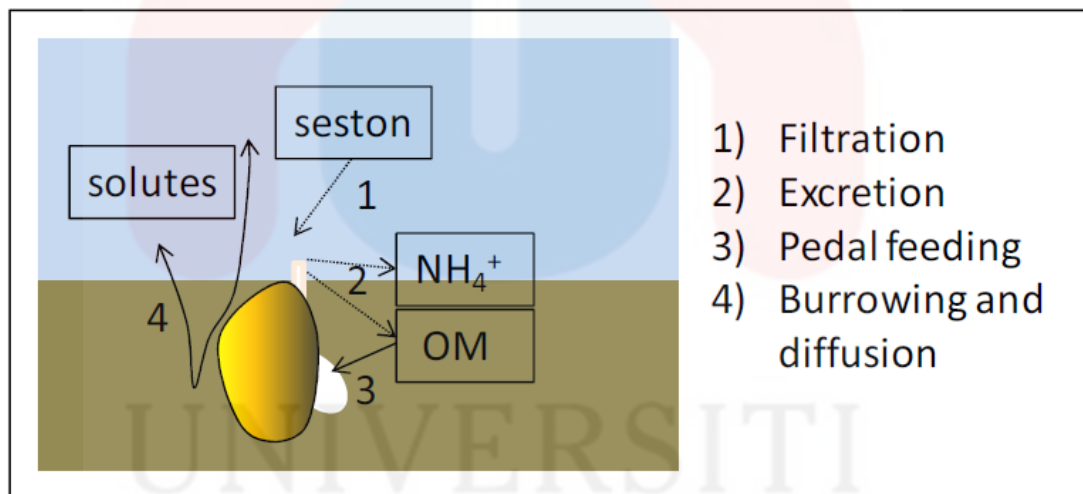 seston
solutes
1
2
NH₄⁺
4
OM
3
1) Filtration
2) Excretion
3) Pedal feeding
4) Burrowing and
diffusion
UNIVERSITI